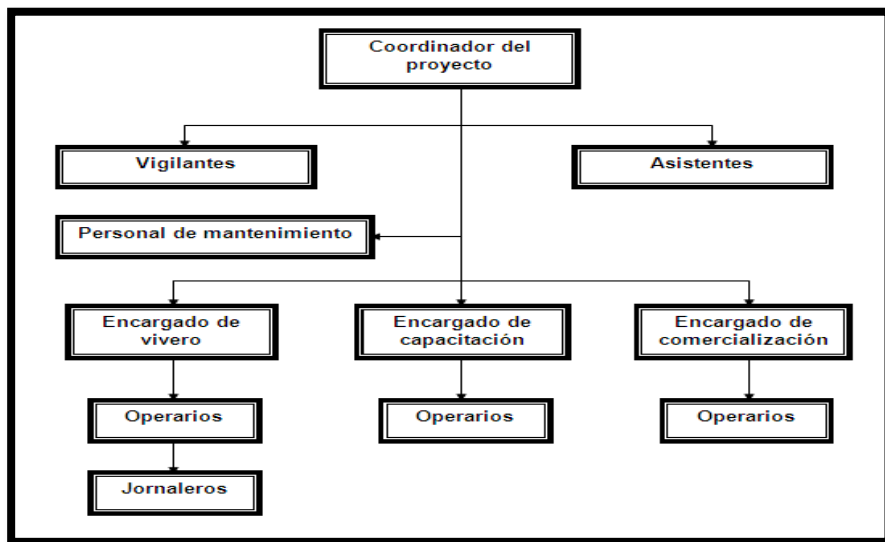 Coordinador del
proyecto
Vigilantes
Asistentes
Personal de mantenimiento
Encargado de
vivero
Encargado de
capacitación
Encargado de
comercialización
Operarios
Operarios
Operarios
Jornaleros